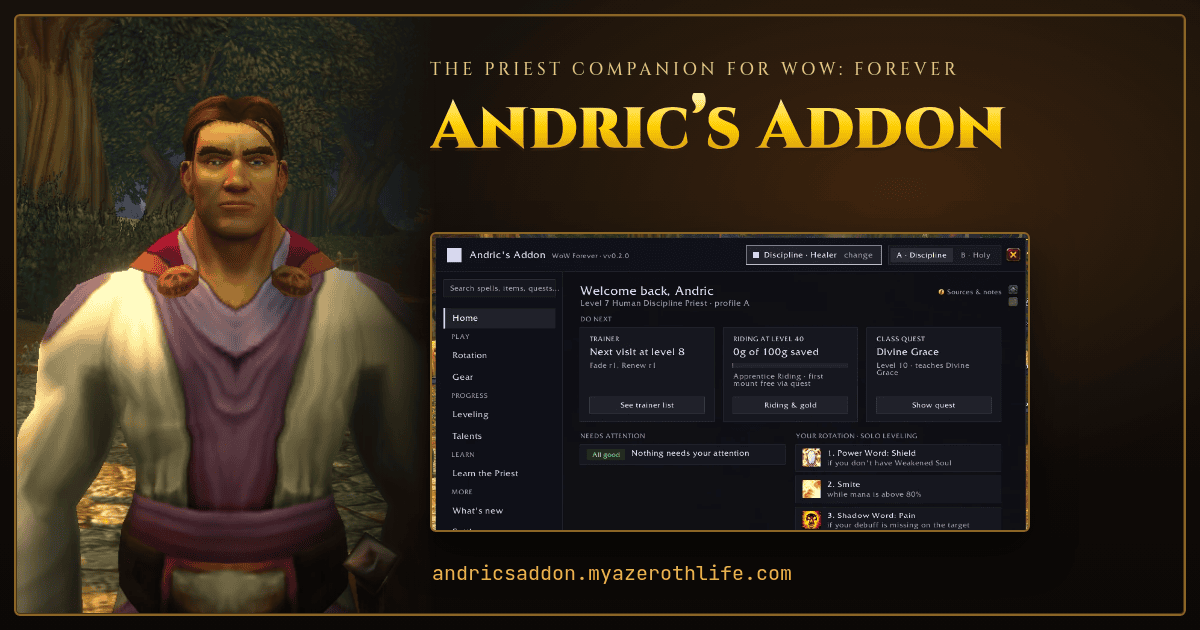 THE PRIEST COMPANION FOR WOW: FOREVER
ANDRIC'S ADDON
Andric's Addon WoW Forever · vv0.2.0
Discipline · Healer change
A · Discipline
B · Holy
Search spells, items, quests...
Home
PLAY
Rotation
Gear
PROGRESS
Leveling
Talents
LEARN
Learn the Priest
MORE
What's new
Welcome back, Andric
Level 7 Human Discipline Priest · profile A
Sources & notes
DO NEXT
TRAINER
Next visit at level 8
Fade r1, Renew r1
See trainer list
RIDING AT LEVEL 40
0g of 100g saved
Apprentice Riding · first
mount free via quest
Riding & gold
CLASS QUEST
Divine Grace
Level 10 · teaches Divine
Grace
Show quest
NEEDS ATTENTION
All good Nothing needs your attention
YOUR ROTATION · SOLO LEVELING
1. Power Word: Shield
if you don't have Weakened Soul
2. Smite
while mana is above 80%
3. Shadow Word: Pain
if your debuff is missing on the target
andricsaddon.myazerothlife.com